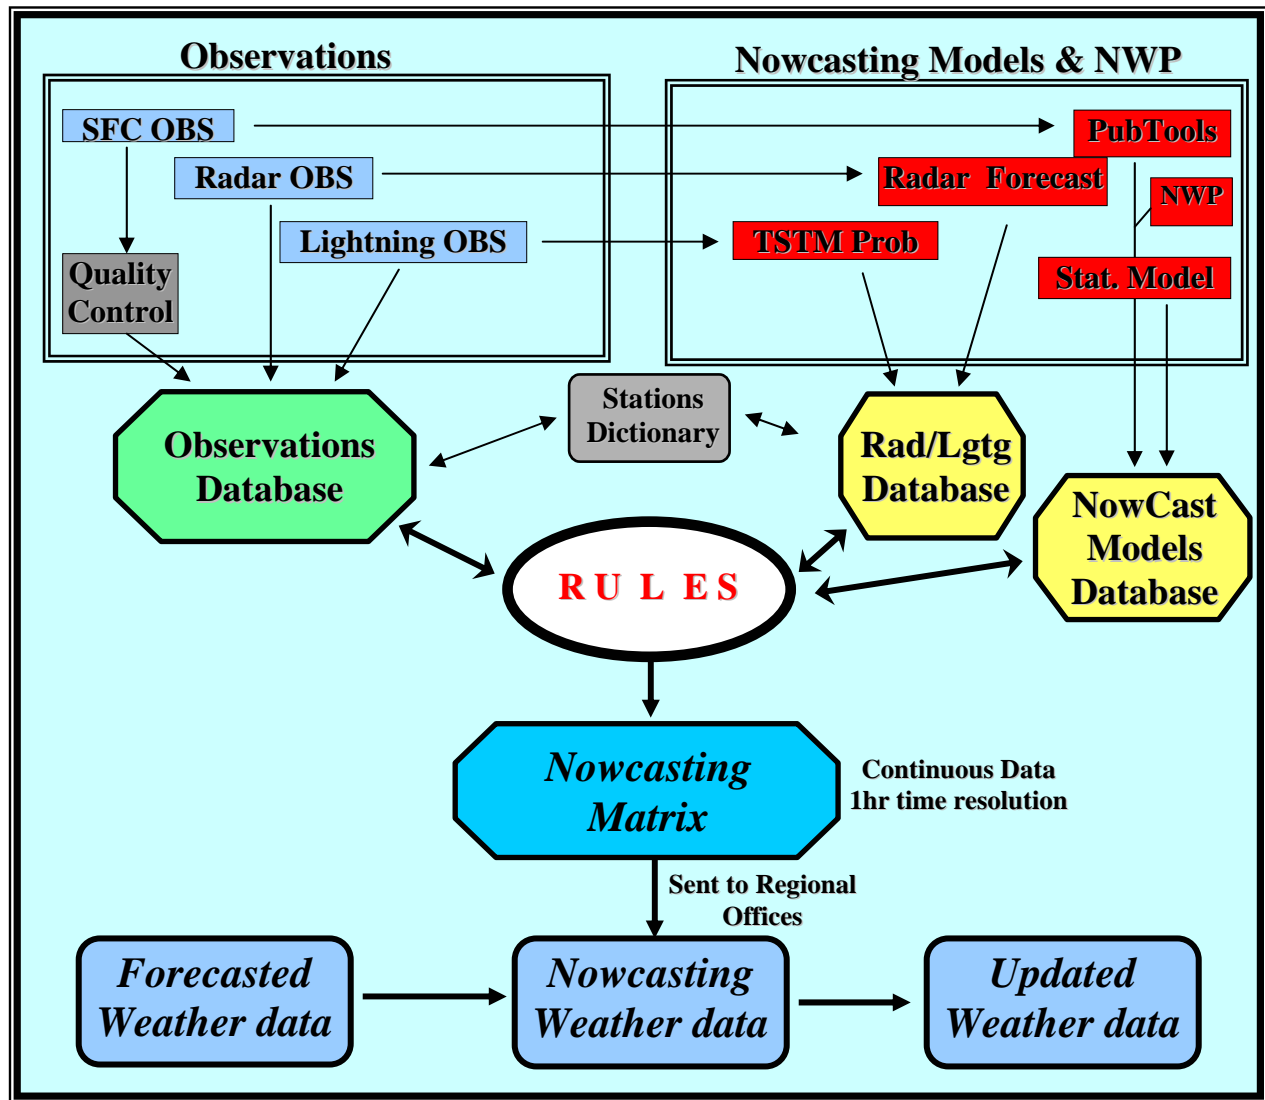 Observations
Nowcasting Models & NWP
SFC OBS
PubTools
Radar OBS
Radar Forecast
NWP
Lightning OBS
TSTM Prob
Quality
Control
Stat. Model
Stations
Dictionary
Observations
Database
Rad/Lgtg
Database
NowCast
Models
Database
R U L E S
Nowcasting
Matrix
Continuous Data
1hr time resolution
Sent to Regional
Offices
Forecasted
Weather data
Nowcasting
Weather data
Updated
Weather data